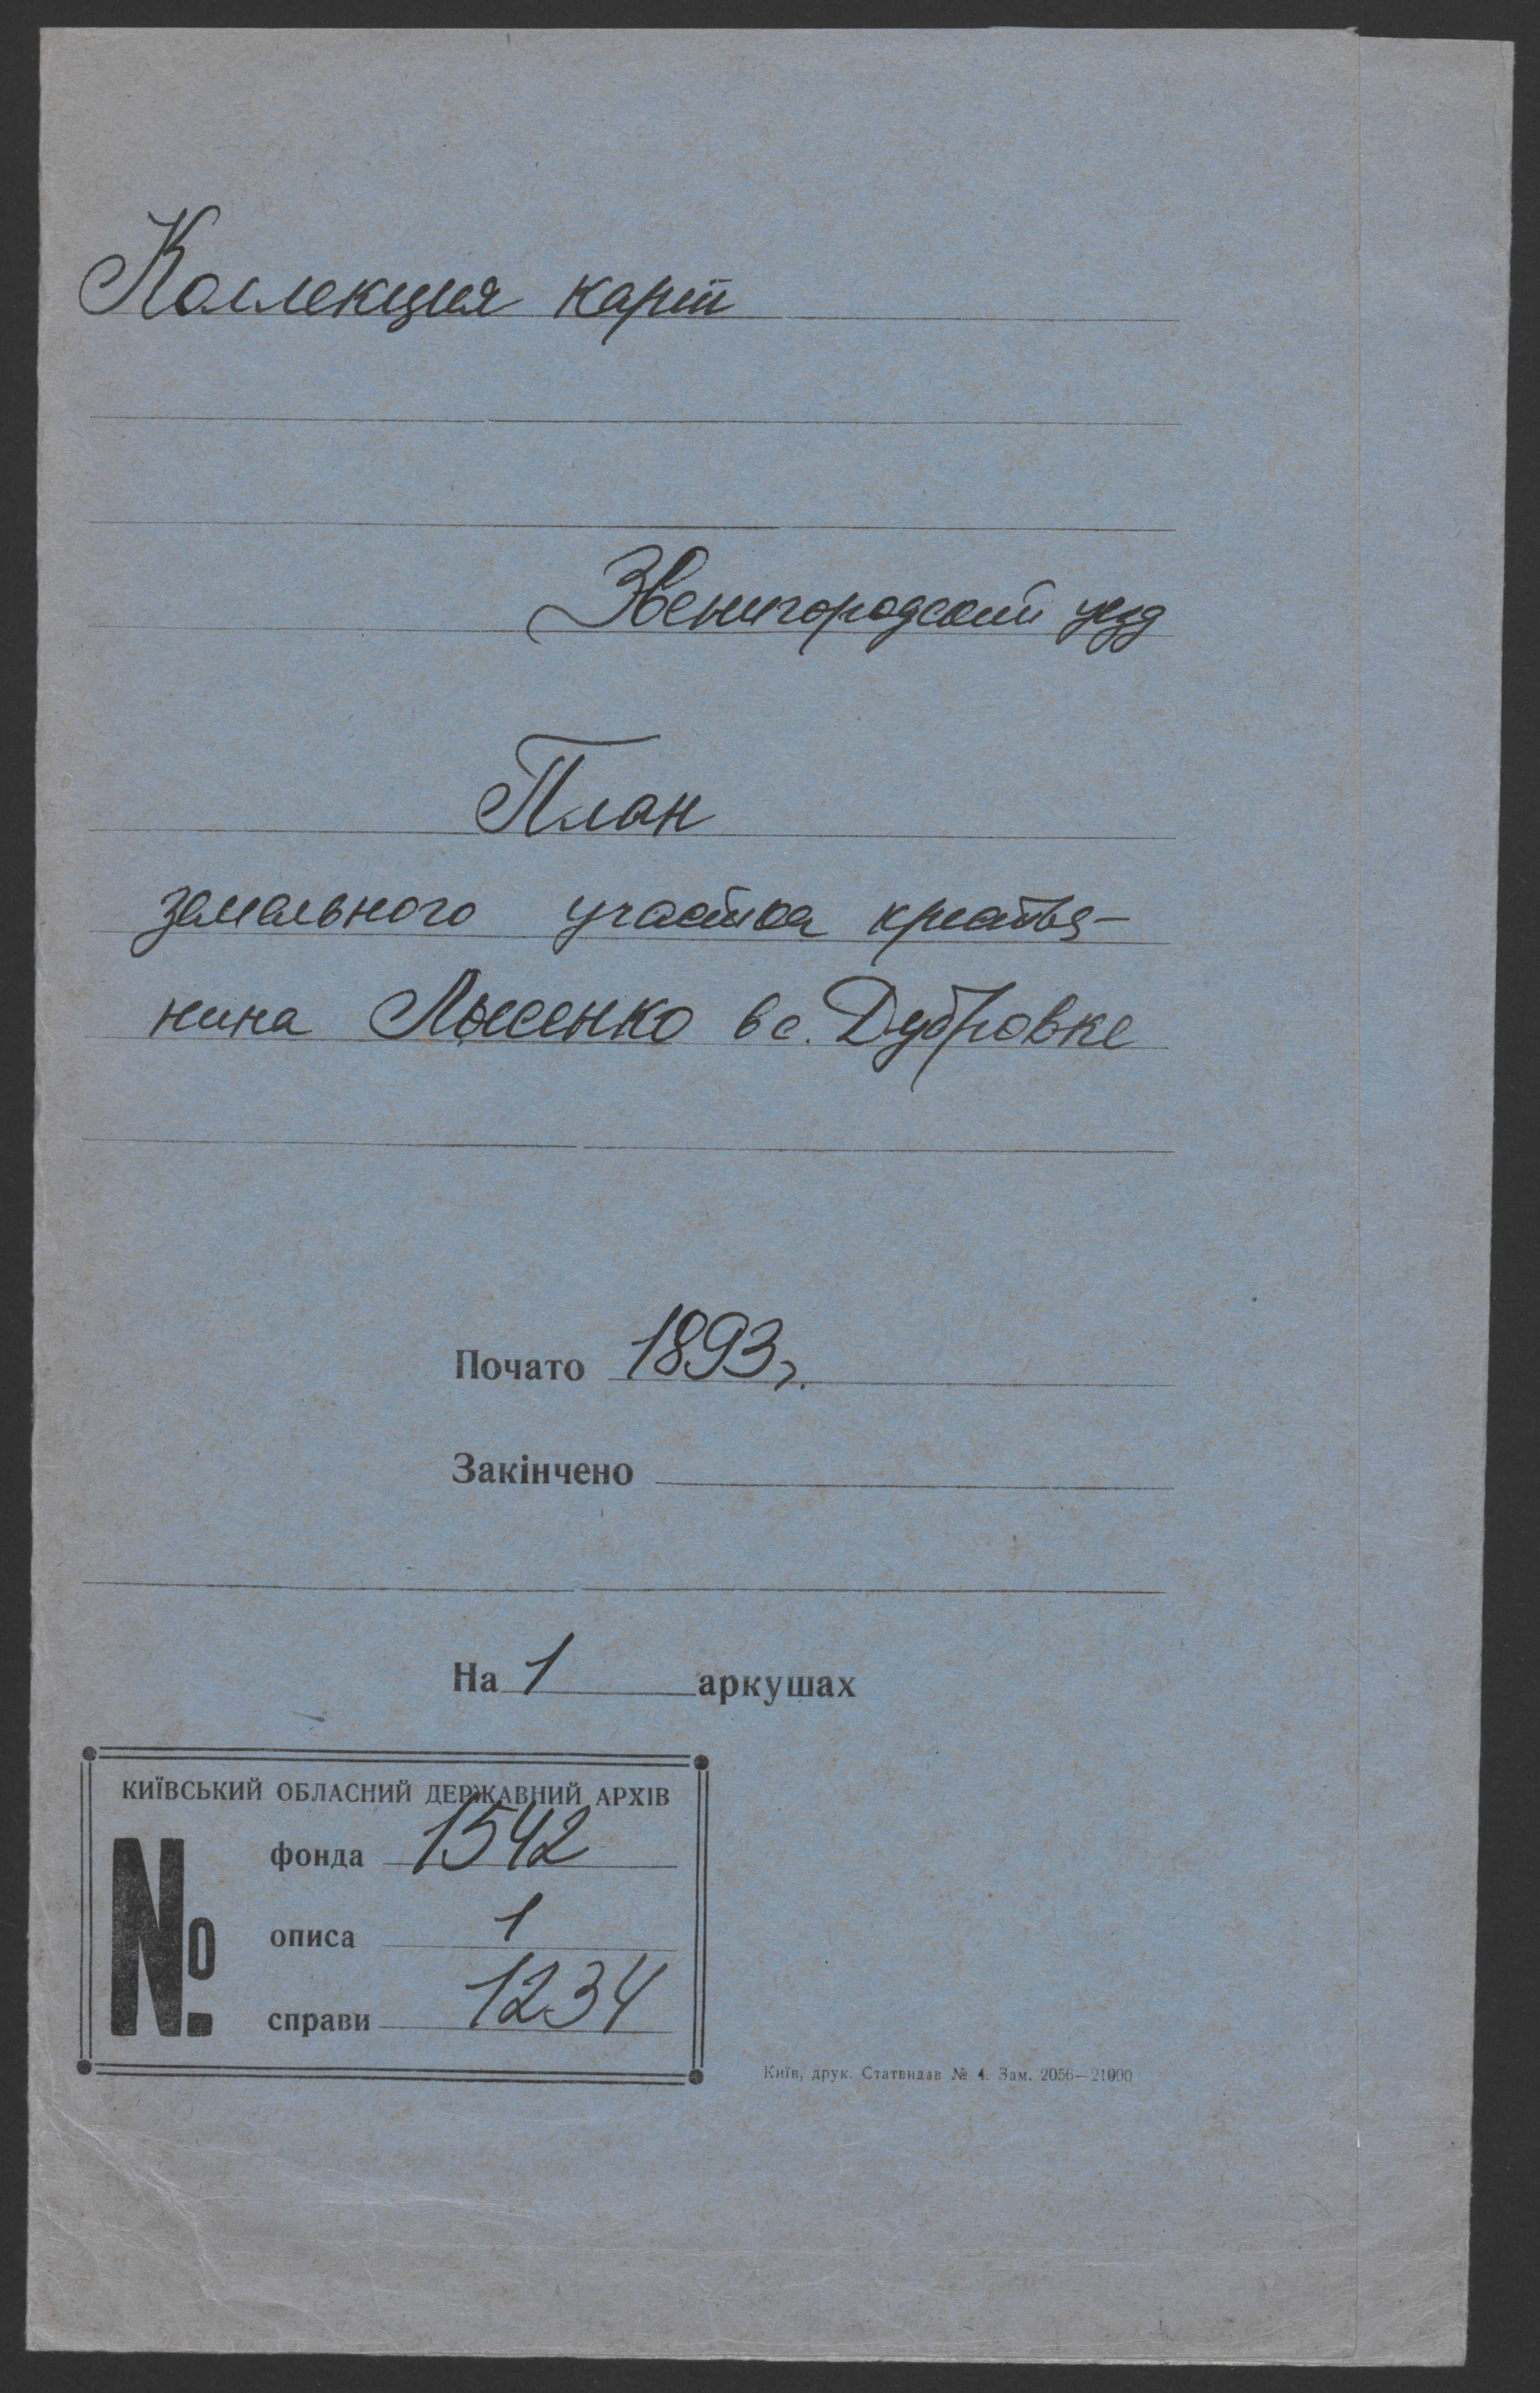 Коллекция карт
Звенигородский уезд
План
земельного участка крестья-
нина Лысенко в с. Дубровке
Почато 1893 г.
Закінчено
На 1 аркушах
КИЇВСЬКИЙ ОБЛАСНИЙ ДЕРЖАВНИЙ АРХІВ
№
фонда 1542
описа 1
справи 1234
Київ, друк. Статвидав № 4. Зам. 2056—21000